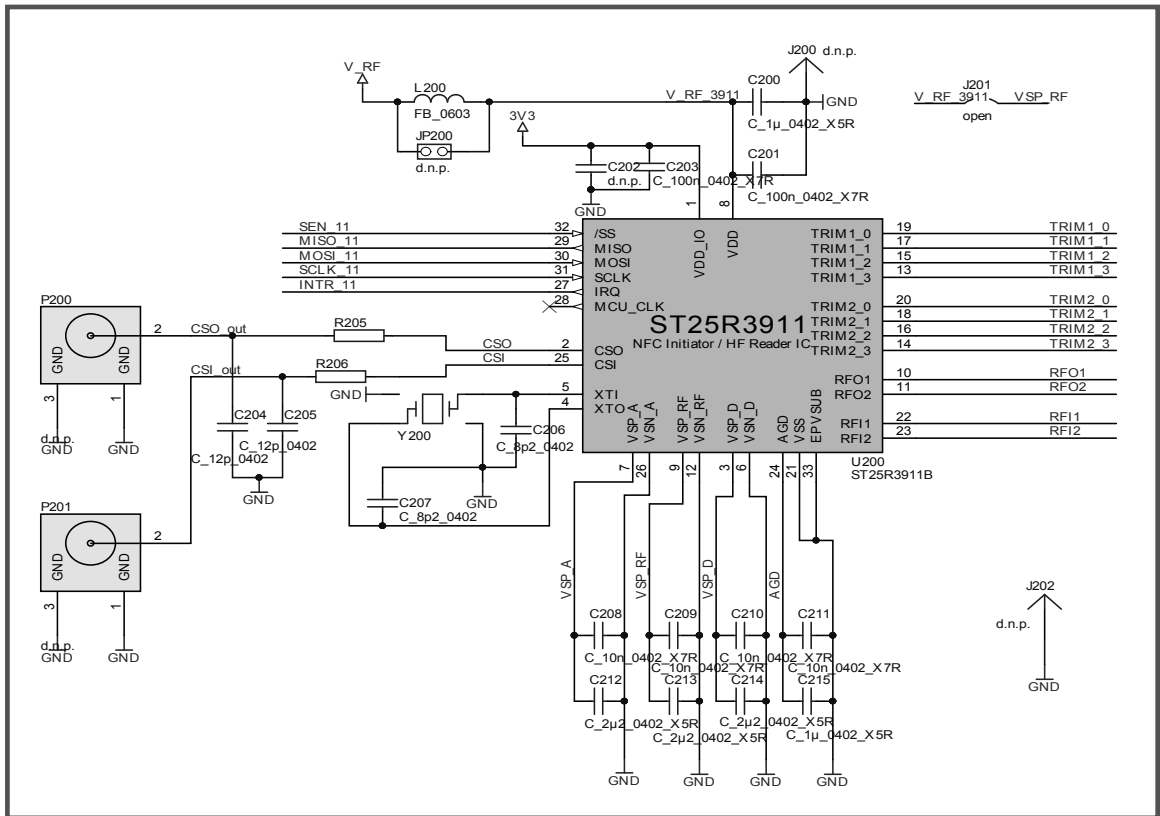 J200 d.n.p.
V_RF
L200
FB_0603
JP200
d.n.p.
V_RF_3911
C200
GND
C_1µ_0402_X5R
J201
V_RF_3911 VSP_RF
open
3V3
C202
d.n.p.
C203
C_100n_0402_X7R
C201
C_100n_0402_X7R
GND
1
8
SEN_11 32 /SS
MISO_11 29 MISO
MOSI_11 30 MOSI
SCLK_11 31 SCLK
INTR_11 27 IRQ
28 MCU_CLK
VDD_IO
VDD
TRIM1_0 19 TRIM1_0
TRIM1_1 17 TRIM1_1
TRIM1_2 15 TRIM1_2
TRIM1_3 13 TRIM1_3
TRIM2_0 20 TRIM2_0
TRIM2_1 18 TRIM2_1
TRIM2_2 16 TRIM2_2
TRIM2_3 14 TRIM2_3
RFO1 10 RFO1
RFO2 11 RFO2
RFI1 22 RFI1
RFI2 23 RFI2
ST25R3911
NFC Initiator / HF Reader IC
U200
ST25R3911B
P200
GND
GND
2
CSO_out
R205
CSO 2 CSO
CSI_out
R206
CSI 25 CSI
3
1
d.n.p.
GND
GND
C204
C_12p_0402
C205
C_12p_0402
GND
GND
Y200
5 XTI
4 XTO
C206
C_8p2_0402
GND
C207
C_8p2_0402
VSP_A
VSN_A
VSP_RF
VSN_RF
VSP_D
VSN_D
AGD
VSS
EPVSUB
7
26
9
12
3
6
24
21
33
P201
GND
GND
2
3
1
d.n.p.
GND
GND
VSP_A
VSP_RF
VSP_D
AGD
C208
C_10n_0402_X7R
C209
C_10n_0402_X7R
C210
C_10n_0402_X7R
C211
C_10n_0402_X7R
C212
C_2µ2_0402_X5R
C213
C_2µ2_0402_X5R
C214
C_2µ2_0402_X5R
C215
C_1µ_0402_X5R
GND
GND
GND
GND
J202
d.n.p.
GND